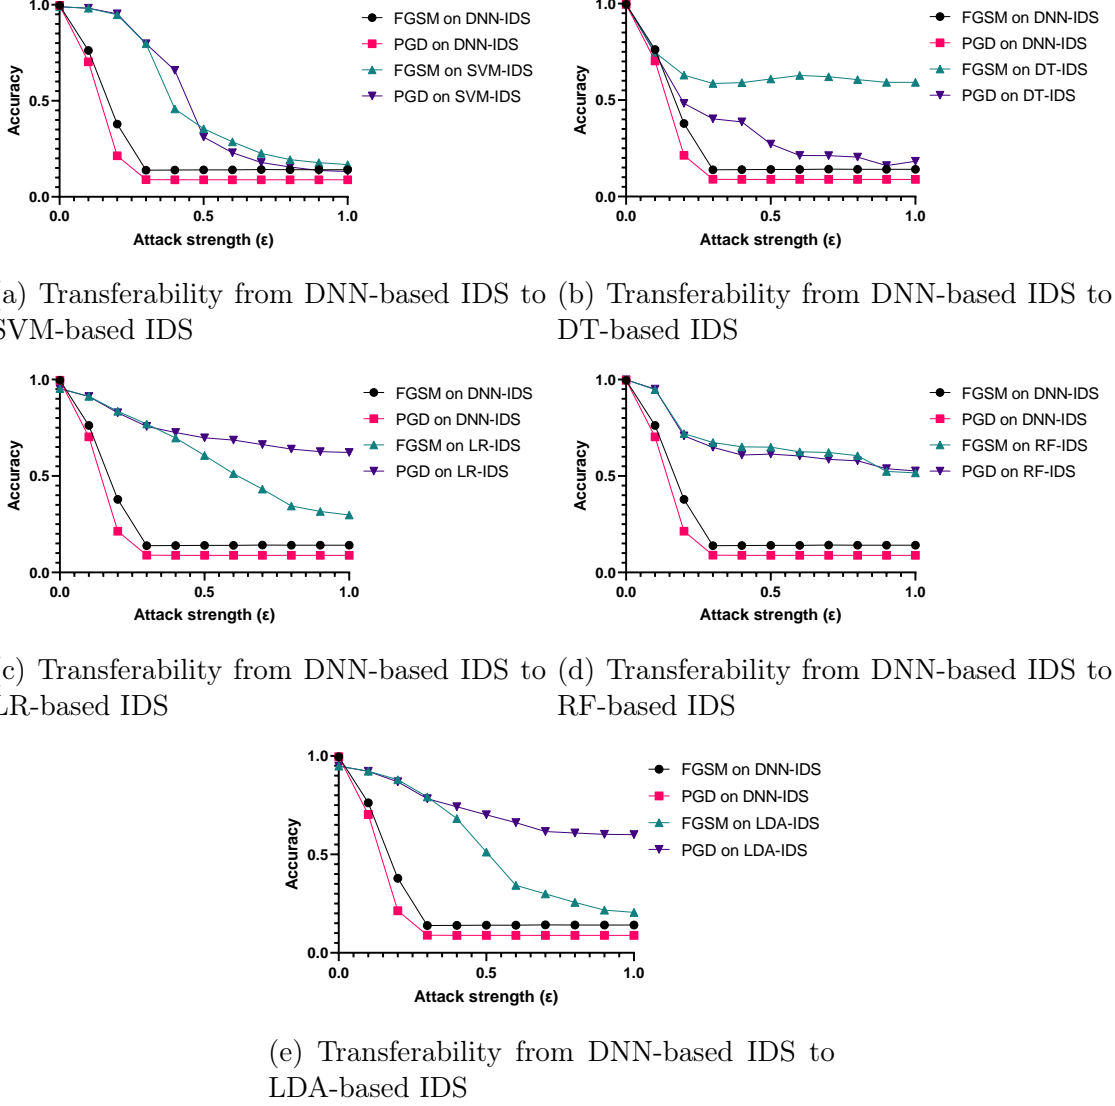 1.0
0.5
0.0
Accuracy
0.0 0.5 1.0
Attack strength (ε)
FGSM on DNN-IDS
PGD on DNN-IDS
FGSM on SVM-IDS
PGD on SVM-IDS
a) Transferability from DNN-based IDS to
SVM-based IDS
1.0
0.5
0.0
Accuracy
0.0 0.5 1.0
Attack strength (ε)
FGSM on DNN-IDS
PGD on DNN-IDS
FGSM on DT-IDS
PGD on DT-IDS
(b) Transferability from DNN-based IDS to
DT-based IDS
1.0
0.5
0.0
Accuracy
0.0 0.5 1.0
Attack strength (ε)
FGSM on DNN-IDS
PGD on DNN-IDS
FGSM on LR-IDS
PGD on LR-IDS
c) Transferability from DNN-based IDS to
LR-based IDS
1.0
0.5
0.0
Accuracy
0.0 0.5 1.0
Attack strength (ε)
FGSM on DNN-IDS
PGD on DNN-IDS
FGSM on RF-IDS
PGD on RF-IDS
(d) Transferability from DNN-based IDS to
RF-based IDS
1.0
0.5
0.0
Accuracy
0.0 0.5 1.0
Attack strength (ε)
FGSM on DNN-IDS
PGD on DNN-IDS
FGSM on LDA-IDS
PGD on LDA-IDS
(e) Transferability from DNN-based IDS to
LDA-based IDS